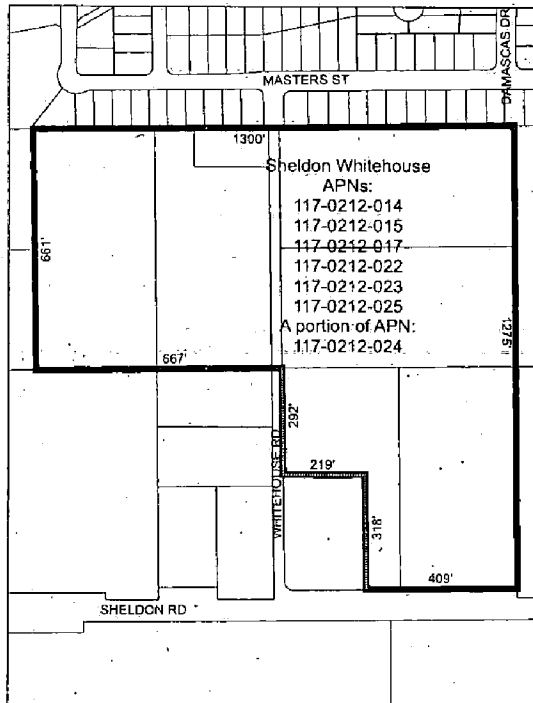 DAMASCAS DR
MASTERS ST
1300'
Sheldon Whitehouse
APNs:
117-0212-014
117-0212-015
117-0212-017
117-0212-022
117-0212-023
117-0212-025
A portion of APN:
117-0212-024
661'
1275'
667'
292'
WHITEHOUSE RD
219'
318'
409'
SHELDON RD